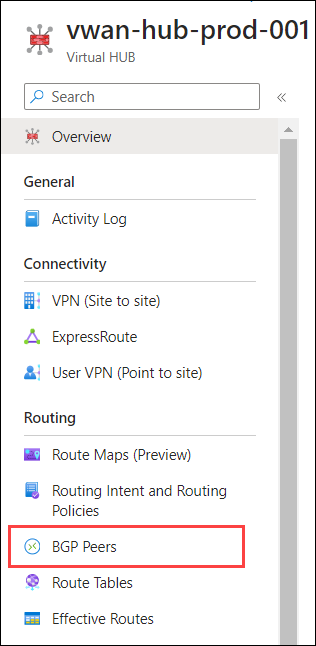 vwan-hub-prod-001
Virtual HUB
Search
Overview
General
Activity Log
Connectivity
VPN (Site to site)
ExpressRoute
User VPN (Point to site)
Routing
Route Maps (Preview)
Routing Intent and Routing
Policies
BGP Peers
Route Tables
Effective Routes